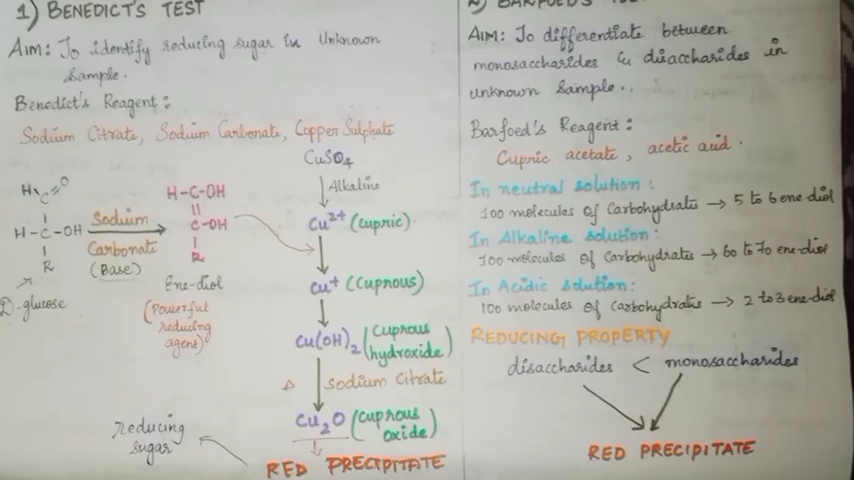 1) BENEDICT'S TEST
Aim: To identify reducing sugar in Unknown
Sample.
Benedict's Reagent:
Sodium Citrate, Sodium Carbonate, Copper Sulphate
CuSO4
Alkaline
H C=O
H-C-OH
R
D-glucose
Sodium
Carbonate
(Base)
H-C-OH
||
C-OH
R
Ene-diol
(Powerful
reducing
agent)
Cu2+ (cupric)
Cu+ (Cuprous)
Cu(OH)2 (Cuprous
hydroxide)
Δ Sodium Citrate
Cu2O (cuprous
oxide)
RED PRECIPITATE
reducing
sugar
2) BARFOED'S
Aim: To differentiate between
monosaccharides & disaccharides in
unknown Sample..
Barfoed's Reagent:
Cupric acetate, acetic acid.
In neutral solution:
100 molecules of Carbohydrates → 5 to 6 ene-diol
In Alkaline solution:
100 molecules of Carbohydrates → 60 to 70 ene-diol
In Acidic solution:
100 molecules of Carbohydrates → 2 to 3 ene-diol
REDUCING PROPERTY
disaccharides < monosaccharides
RED PRECIPITATE